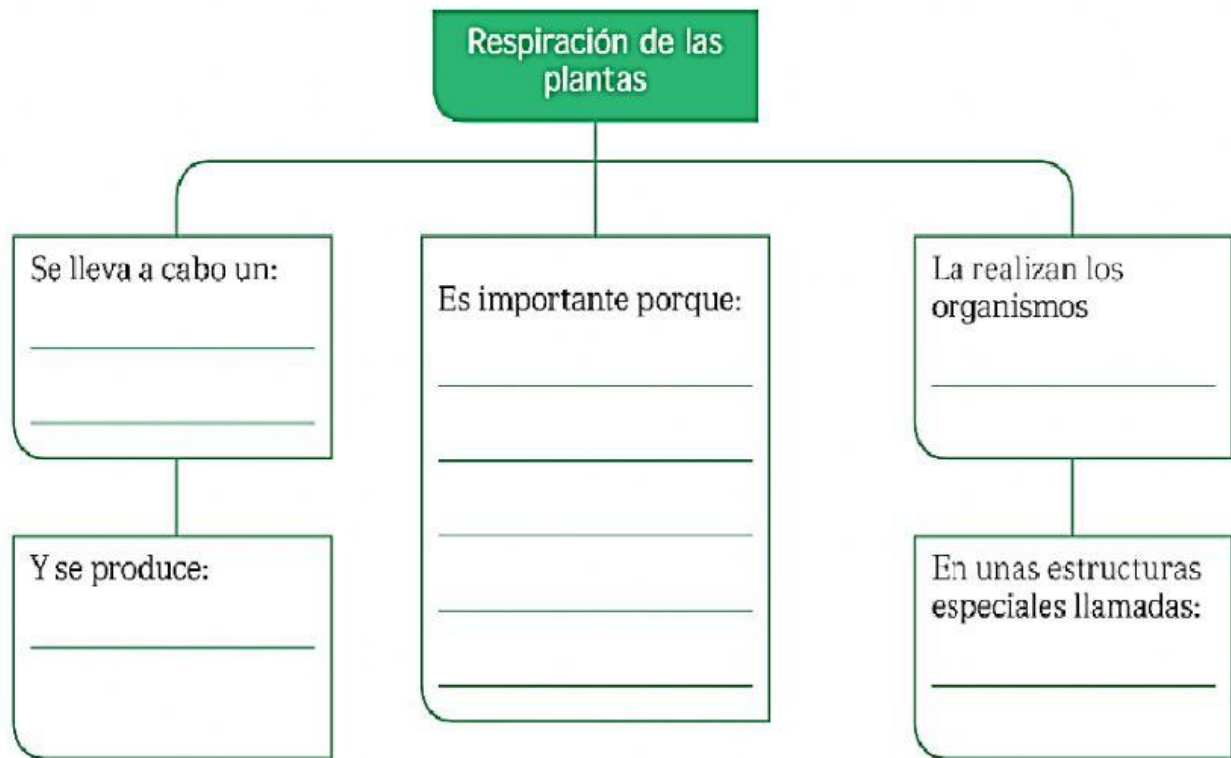 Respiración de las
plantas
Se lleva a cabo un:
Es importante porque:
La realizan los
organismos
Y se produce:
En unas estructuras
especiales llamadas: